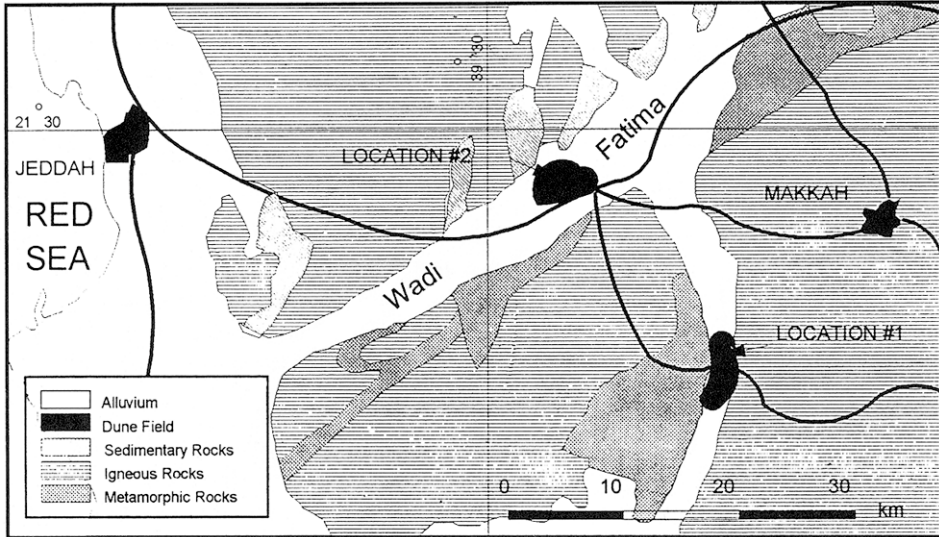 39 30
21 30
JEDDAH
RED
SEA
LOCATION #2
Wadi
Fatima
MAKKAH
LOCATION #1
Alluvium
Dune Field
Sedimentary Rocks
Igneous Rocks
Metamorphic Rocks
0 10 20 30
km